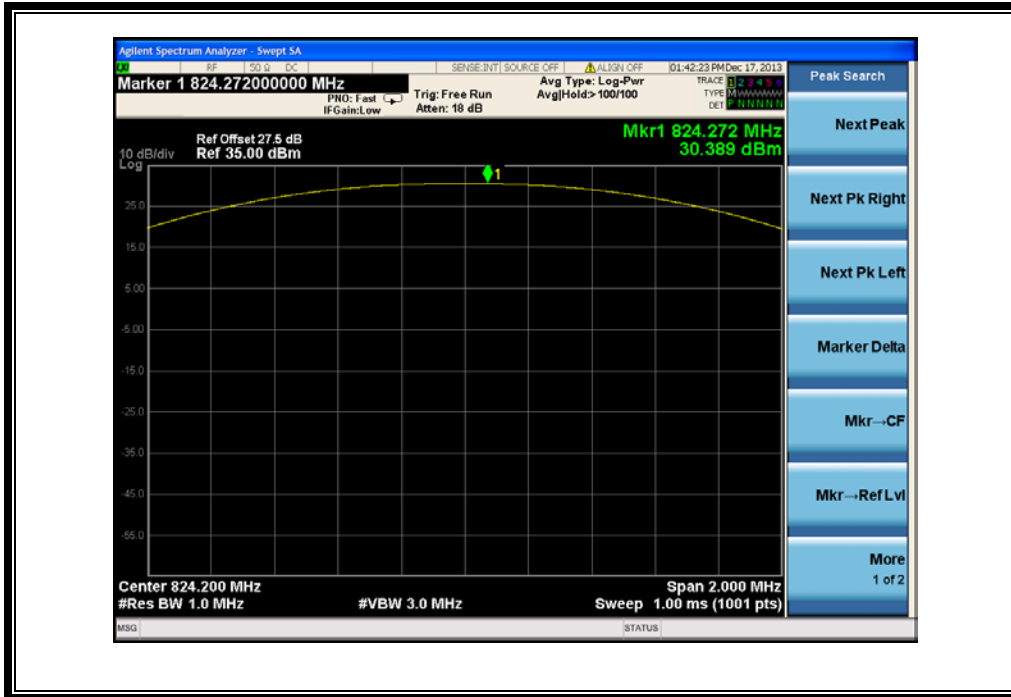 Agilent Spectrum Analyzer - Swept SA
RF 50 Ω DC SENSE:INT SOURCE OFF ALIGN OFF 01:42:23 PM Dec 17, 2013
Marker 1 824.272000000 MHz
PNO: Fast
IFGain:Low
Trig: Free Run
Atten: 18 dB
Avg Type: Log-Pwr
Avg|Hold:>100/100
TRACE 1 2 3 4 5 6
TYPE M
DET P N N N N N
Ref Offset 27.5 dB
10 dB/div Ref 35.00 dBm
Log
Mkr1 824.272 MHz
30.389 dBm
1
25.0
15.0
5.00
-5.00
-15.0
-25.0
-35.0
-45.0
-55.0
Center 824.200 MHz Span 2.000 MHz
#Res BW 1.0 MHz #VBW 3.0 MHz Sweep 1.00 ms (1001 pts)
MSG STATUS
Peak Search
Next Peak
Next Pk Right
Next Pk Left
Marker Delta
Mkr→CF
Mkr→Ref Lvl
More
1 of 2